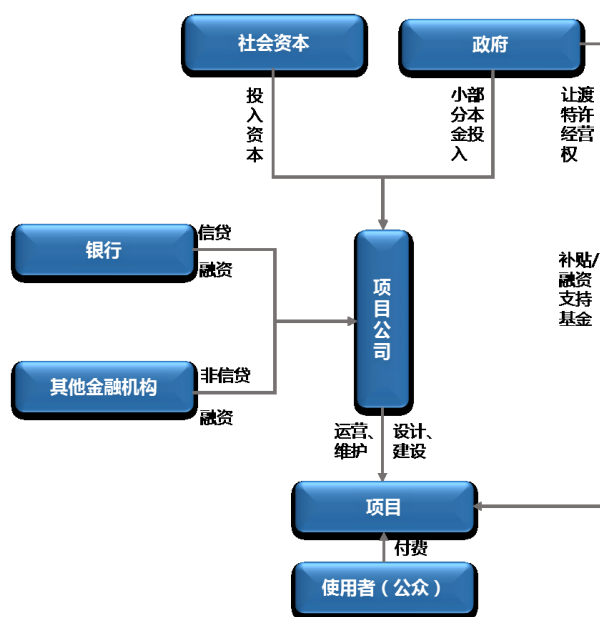 社会资本
政府
投
入
资
本
小部
分本
金投
入
让渡
特许
经营
权
银行
信贷
融资
项
目
公
司
补贴/
融资
支持
基金
其他金融机构
非信贷
融资
运营、
维护
设计、
建设
项目
付费
使用者（公众）